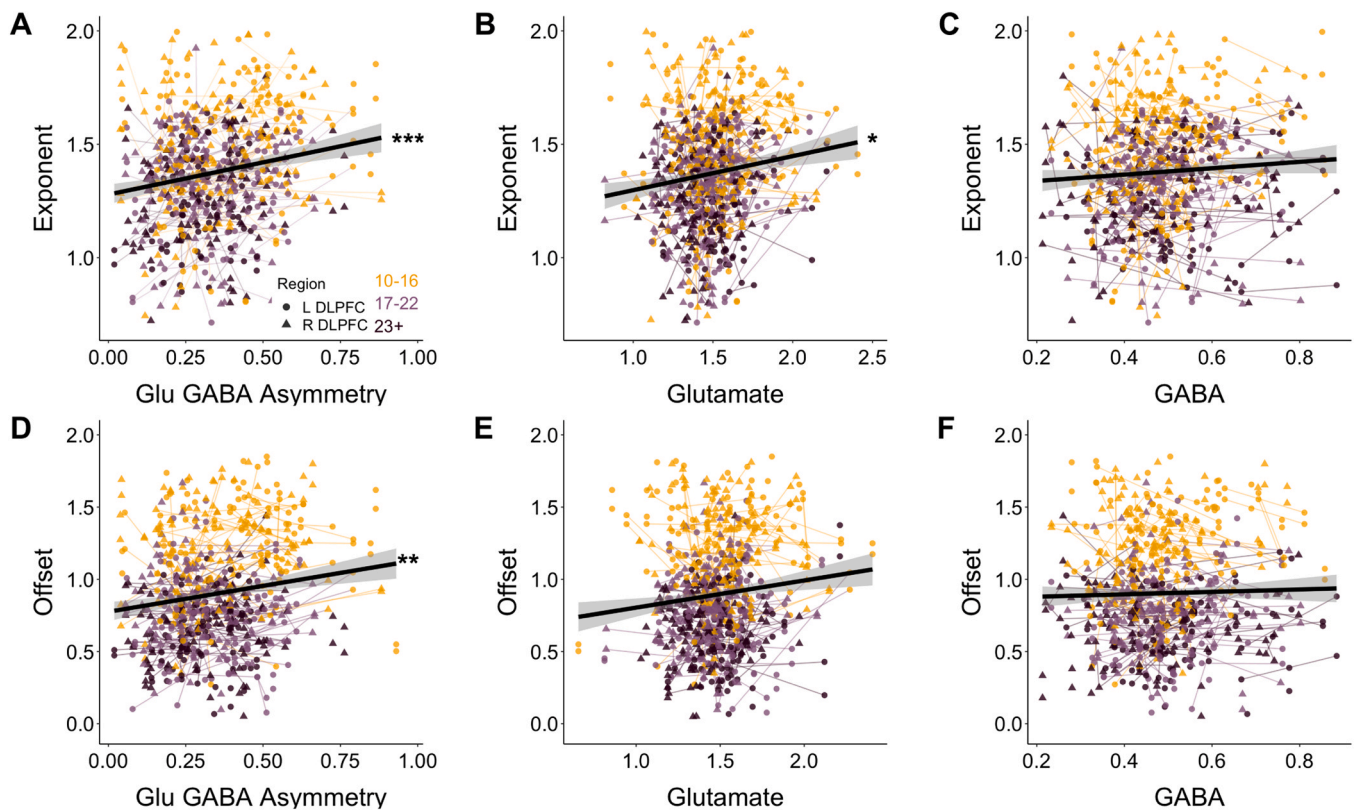 A
Exponent
2.0
1.5
1.0
***
Region
10-16
● L DLPFC 17-22
▲ R DLPFC 23+
0.00 0.25 0.50 0.75 1.00
Glu GABA Asymmetry
B
Exponent
2.0
1.5
1.0
*
1.0 1.5 2.0 2.5
Glutamate
C
Exponent
2.0
1.5
1.0
0.2 0.4 0.6 0.8
GABA
D
Offset
2.0
1.5
1.0
0.5
0.0
**
0.00 0.25 0.50 0.75 1.00
Glu GABA Asymmetry
E
Offset
2.0
1.5
1.0
0.5
0.0
1.0 1.5 2.0
Glutamate
F
Offset
2.0
1.5
1.0
0.5
0.0
0.2 0.4 0.6 0.8
GABA